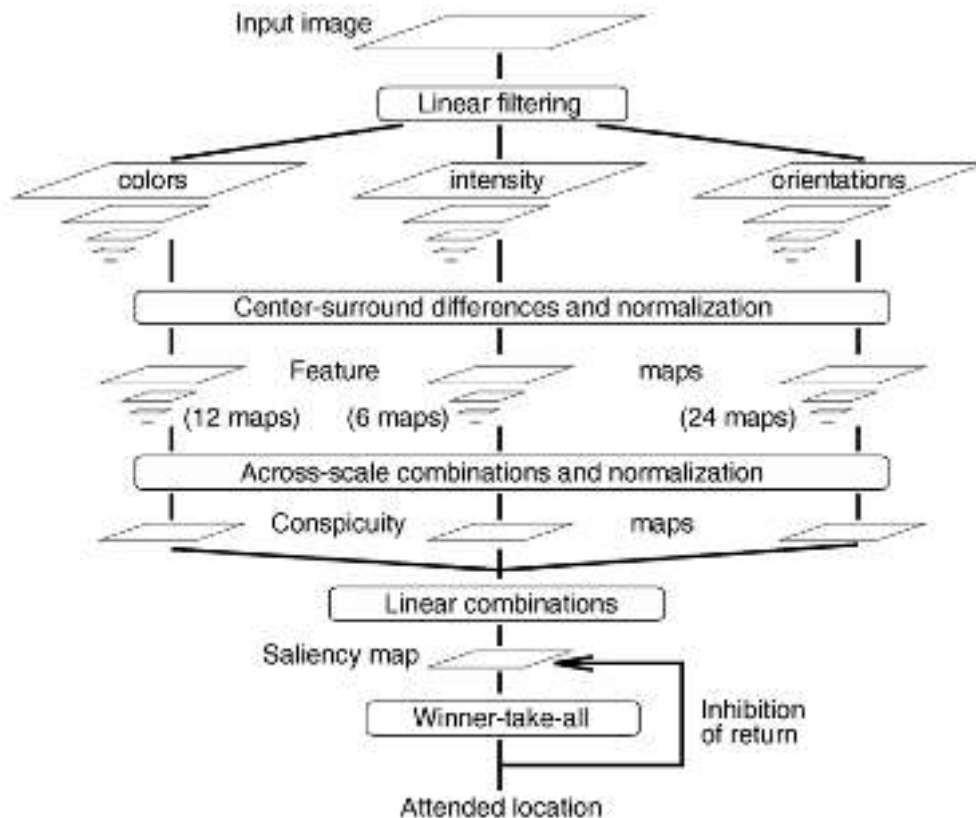 Input image
Linear filtering
colors
intensity
orientations
Center-surround differences and normalization
Feature maps
(12 maps)
(6 maps)
(24 maps)
Across-scale combinations and normalization
Conspicuity maps
Linear combinations
Saliency map
Winner-take-all
Inhibition
of return
Attended location